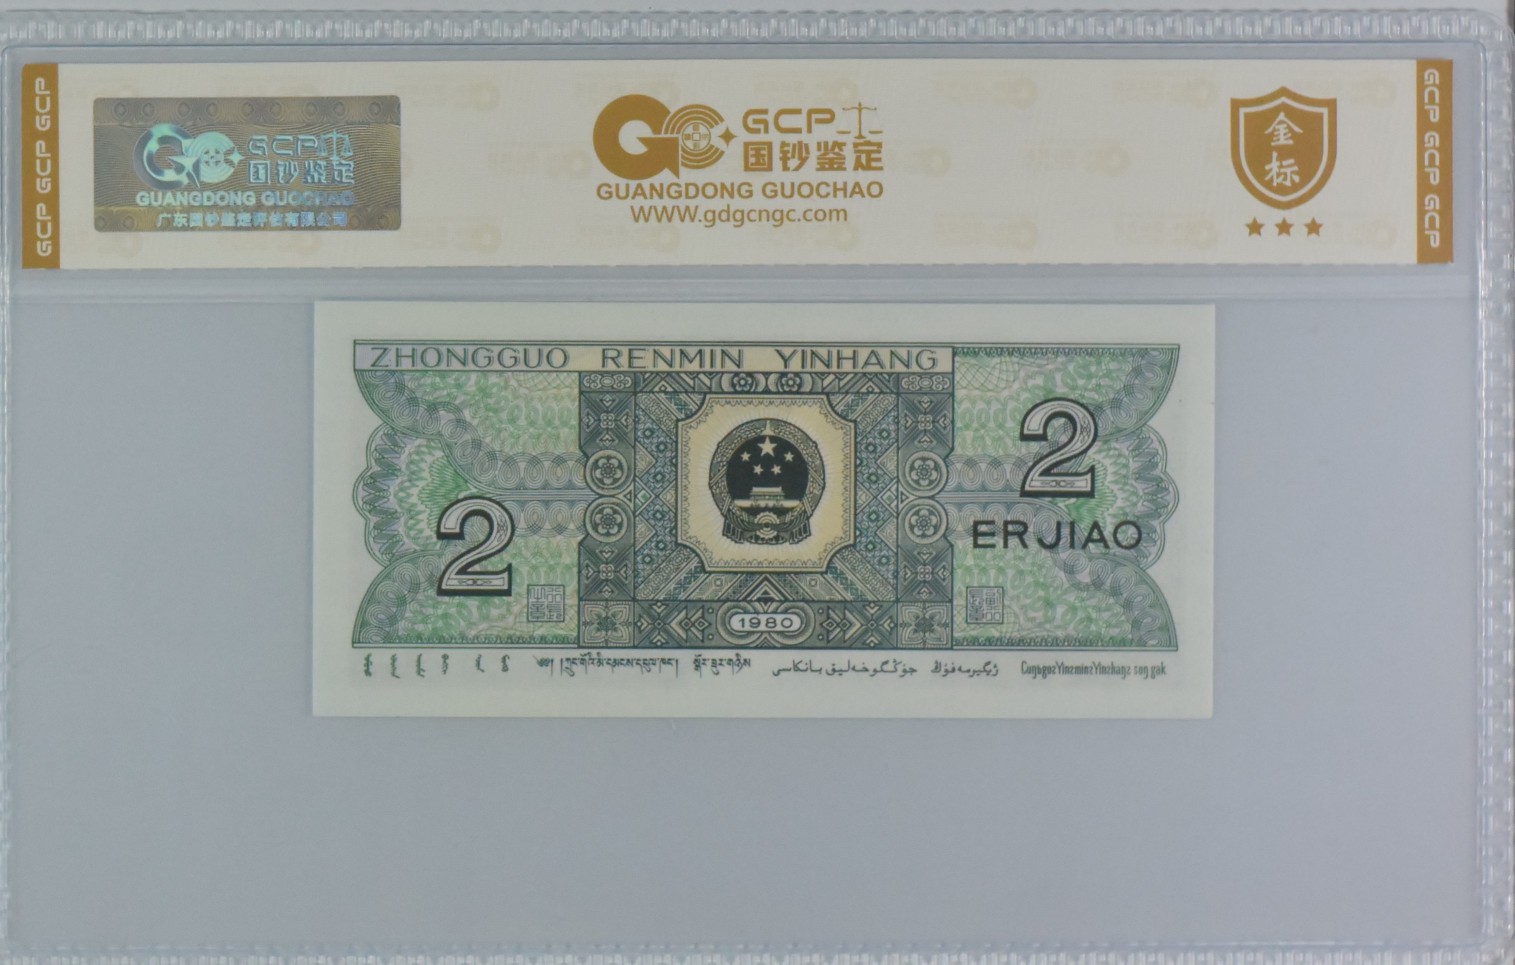 GCP GCP GCP
GCP 国钞鉴定
GUANGDONG GUOCHAO
广东国钞鉴定评估有限公司
GCP
国钞鉴定
GUANGDONG GUOCHAO
WWW.gdgcngc.com
金标
GCP GCP GCP
ZHONGGUO RENMIN YINHANG
2
2
ERJIAO
1980